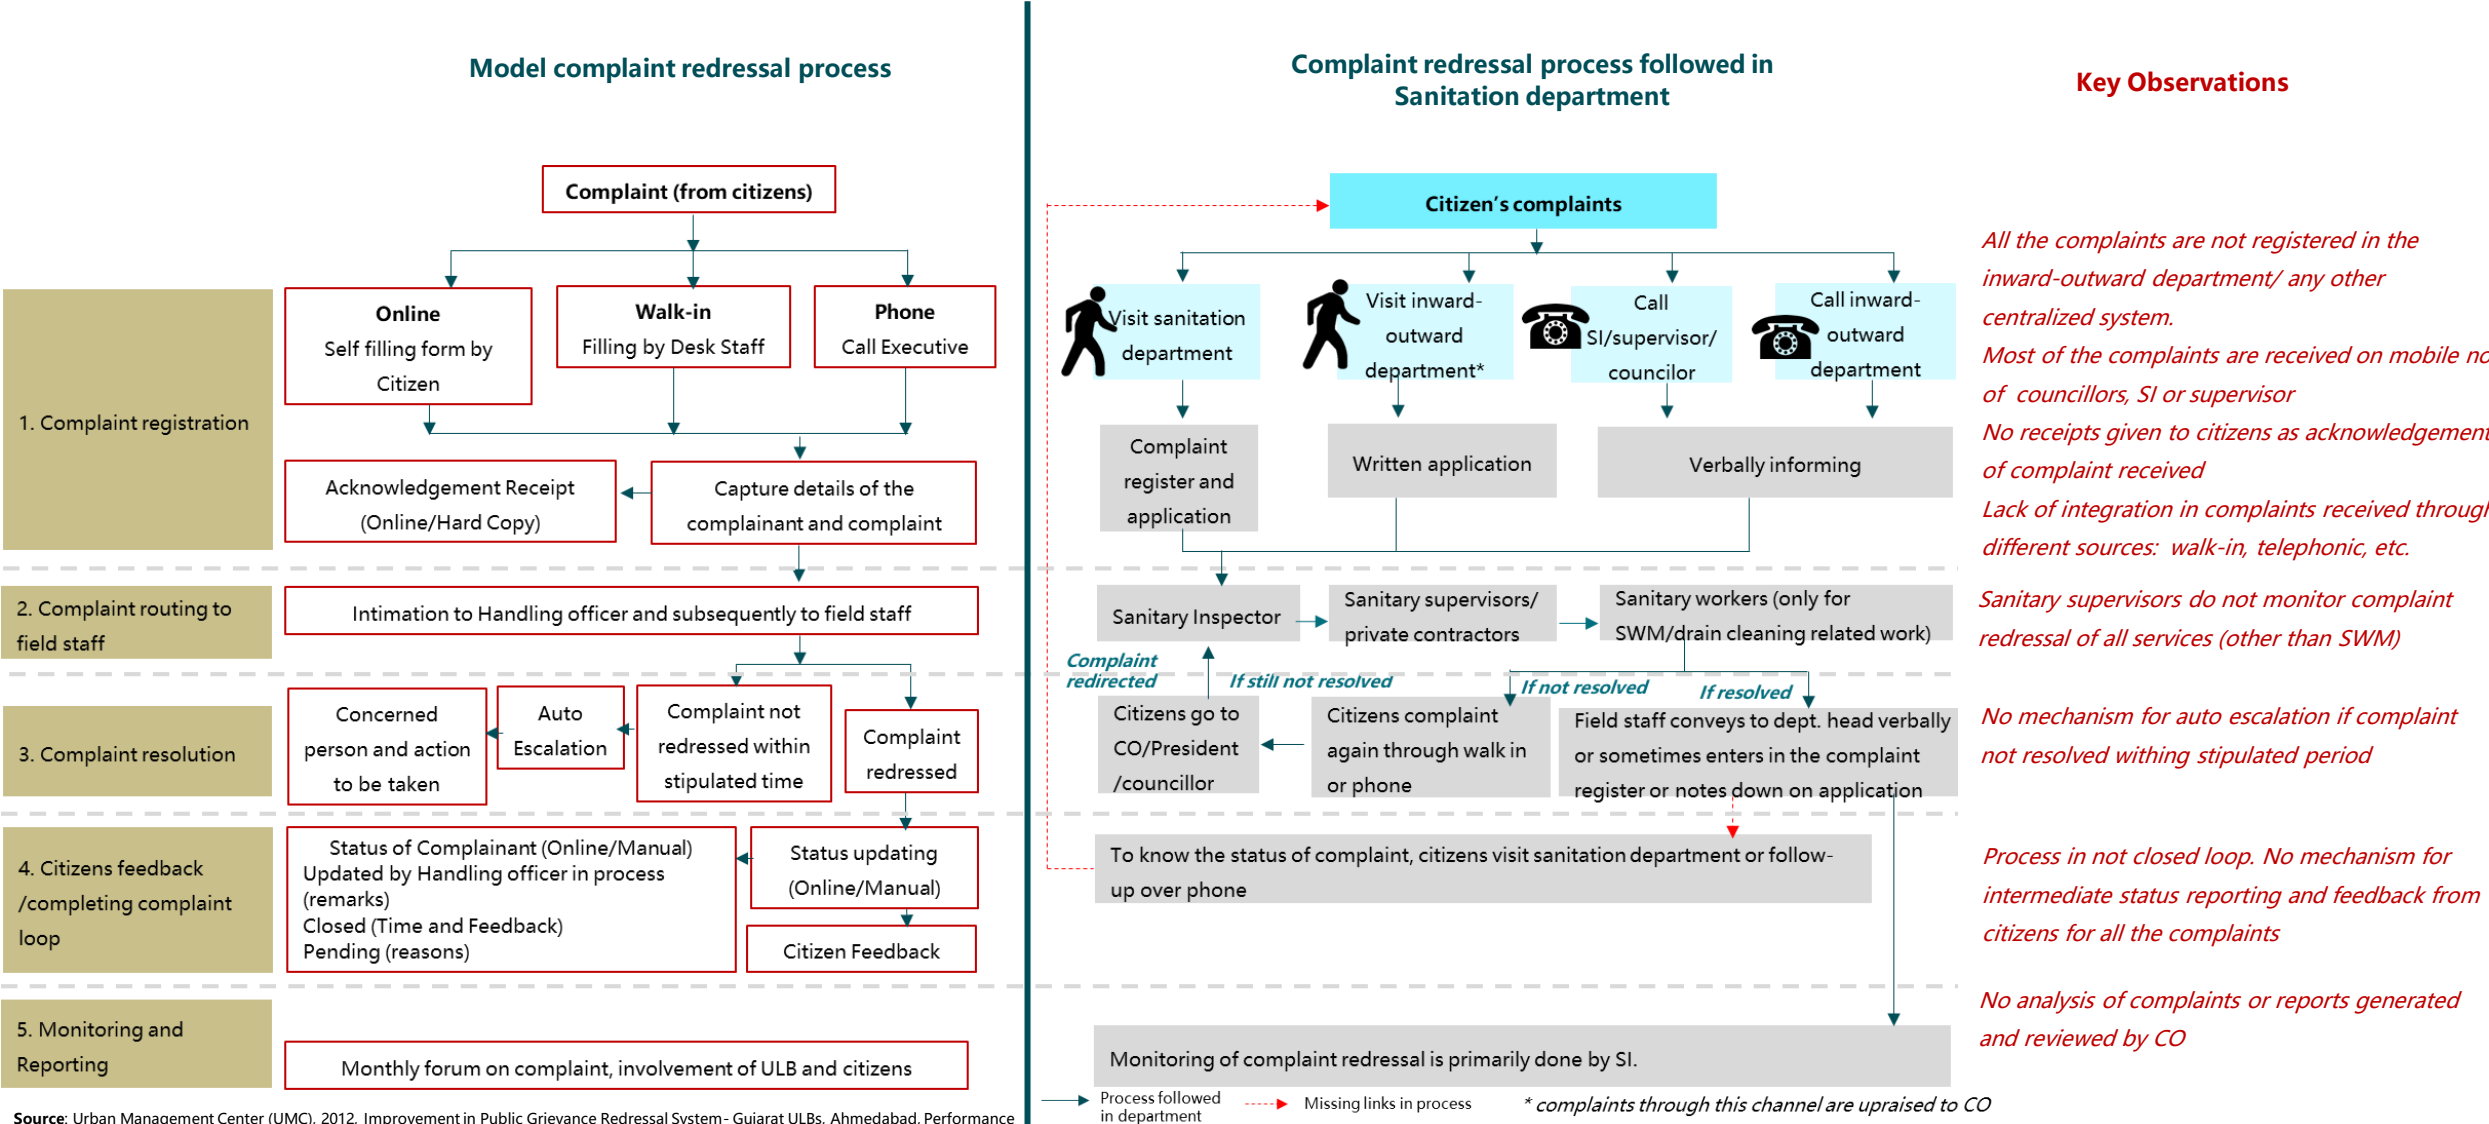 Model complaint redressal process
Complaint (from citizens)
1. Complaint registration
Online
Self filling form by
Citizen
Walk-in
Filling by Desk Staff
Phone
Call Executive
Acknowledgement Receipt
(Online/Hard Copy)
Capture details of the
complainant and complaint
2. Complaint routing to
field staff
Intimation to Handling officer and subsequently to field staff
3. Complaint resolution
Concerned
person and action
to be taken
Auto
Escalation
Complaint not
redressed within
stipulated time
Complaint
redressed
4. Citizens feedback
/completing complaint
loop
Status of Complainant (Online/Manual)
Updated by Handling officer in process
(remarks)
Closed (Time and Feedback)
Pending (reasons)
Status updating
(Online/Manual)
Citizen Feedback
5. Monitoring and
Reporting
Monthly forum on complaint, involvement of ULB and citizens
Source: Urban Management Center (UMC), 2012, Improvement in Public Grievance Redressal System- Gujarat ULBs, Ahmedabad, Performance
Complaint redressal process followed in
Sanitation department
Citizen's complaints
Visit sanitation
department
Visit inward-
outward
department*
Call
SI/supervisor/
councilor
Call inward-
outward
department
Complaint
register and
application
Written application
Verbally informing
Sanitary Inspector
Sanitary supervisors/
private contractors
Sanitary workers (only for
SWM/drain cleaning related work)
Complaint
redirected
If still not resolved
If not resolved
If resolved
Citizens go to
CO/President
/councillor
Citizens complaint
again through walk in
or phone
Field staff conveys to dept. head verbally
or sometimes enters in the complaint
register or notes down on application
To know the status of complaint, citizens visit sanitation department or follow-
up over phone
Monitoring of complaint redressal is primarily done by SI.
Process followed
in department
Missing links in process
* complaints through this channel are upraised to CO
Key Observations
All the complaints are not registered in the
inward-outward department/ any other
centralized system.
Most of the complaints are received on mobile no
of councillors, SI or supervisor
No receipts given to citizens as acknowledgement
of complaint received
Lack of integration in complaints received through
different sources: walk-in, telephonic, etc.
Sanitary supervisors do not monitor complaint
redressal of all services (other than SWM)
No mechanism for auto escalation if complaint
not resolved withing stipulated period
Process in not closed loop. No mechanism for
intermediate status reporting and feedback from
citizens for all the complaints
No analysis of complaints or reports generated
and reviewed by CO